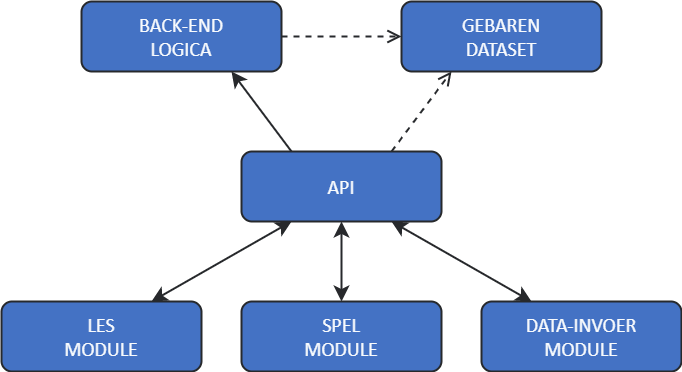 BACK-END
LOGICA
GEBAREN
DATASET
API
LES
MODULE
SPEL
MODULE
DATA-INVOER
MODULE